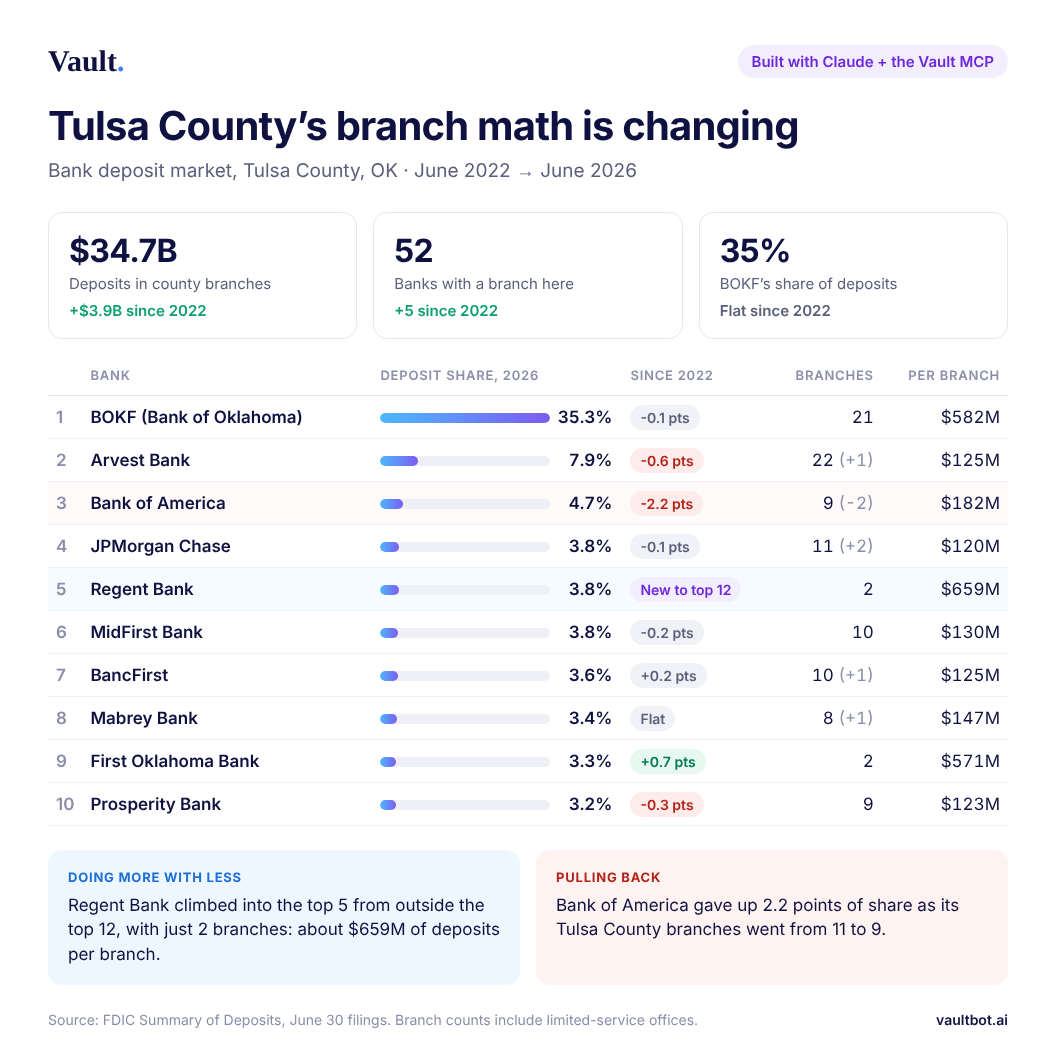 Vault.
Built with Claude + the Vault MCP
Tulsa County’s branch math is changing
Bank deposit market, Tulsa County, OK · June 2022 → June 2026
$34.7B
Deposits in county branches
+$3.9B since 2022
52
Banks with a branch here
+5 since 2022
35%
BOKF’s share of deposits
Flat since 2022
BANK DEPOSIT SHARE, 2026 SINCE 2022 BRANCHES PER BRANCH
1 BOKF (Bank of Oklahoma) 35.3% -0.1 pts 21 $582M
2 Arvest Bank 7.9% -0.6 pts 22 (+1) $125M
3 Bank of America 4.7% -2.2 pts 9 (-2) $182M
4 JPMorgan Chase 3.8% -0.1 pts 11 (+2) $120M
5 Regent Bank 3.8% New to top 12 2 $659M
6 MidFirst Bank 3.8% -0.2 pts 10 $130M
7 BancFirst 3.6% +0.2 pts 10 (+1) $125M
8 Mabrey Bank 3.4% Flat 8 (+1) $147M
9 First Oklahoma Bank 3.3% +0.7 pts 2 $571M
10 Prosperity Bank 3.2% -0.3 pts 9 $123M
DOING MORE WITH LESS
Regent Bank climbed into the top 5 from outside the
top 12, with just 2 branches: about $659M of deposits
per branch.
PULLING BACK
Bank of America gave up 2.2 points of share as its
Tulsa County branches went from 11 to 9.
Source: FDIC Summary of Deposits, June 30 filings. Branch counts include limited-service offices.
vaultbot.ai